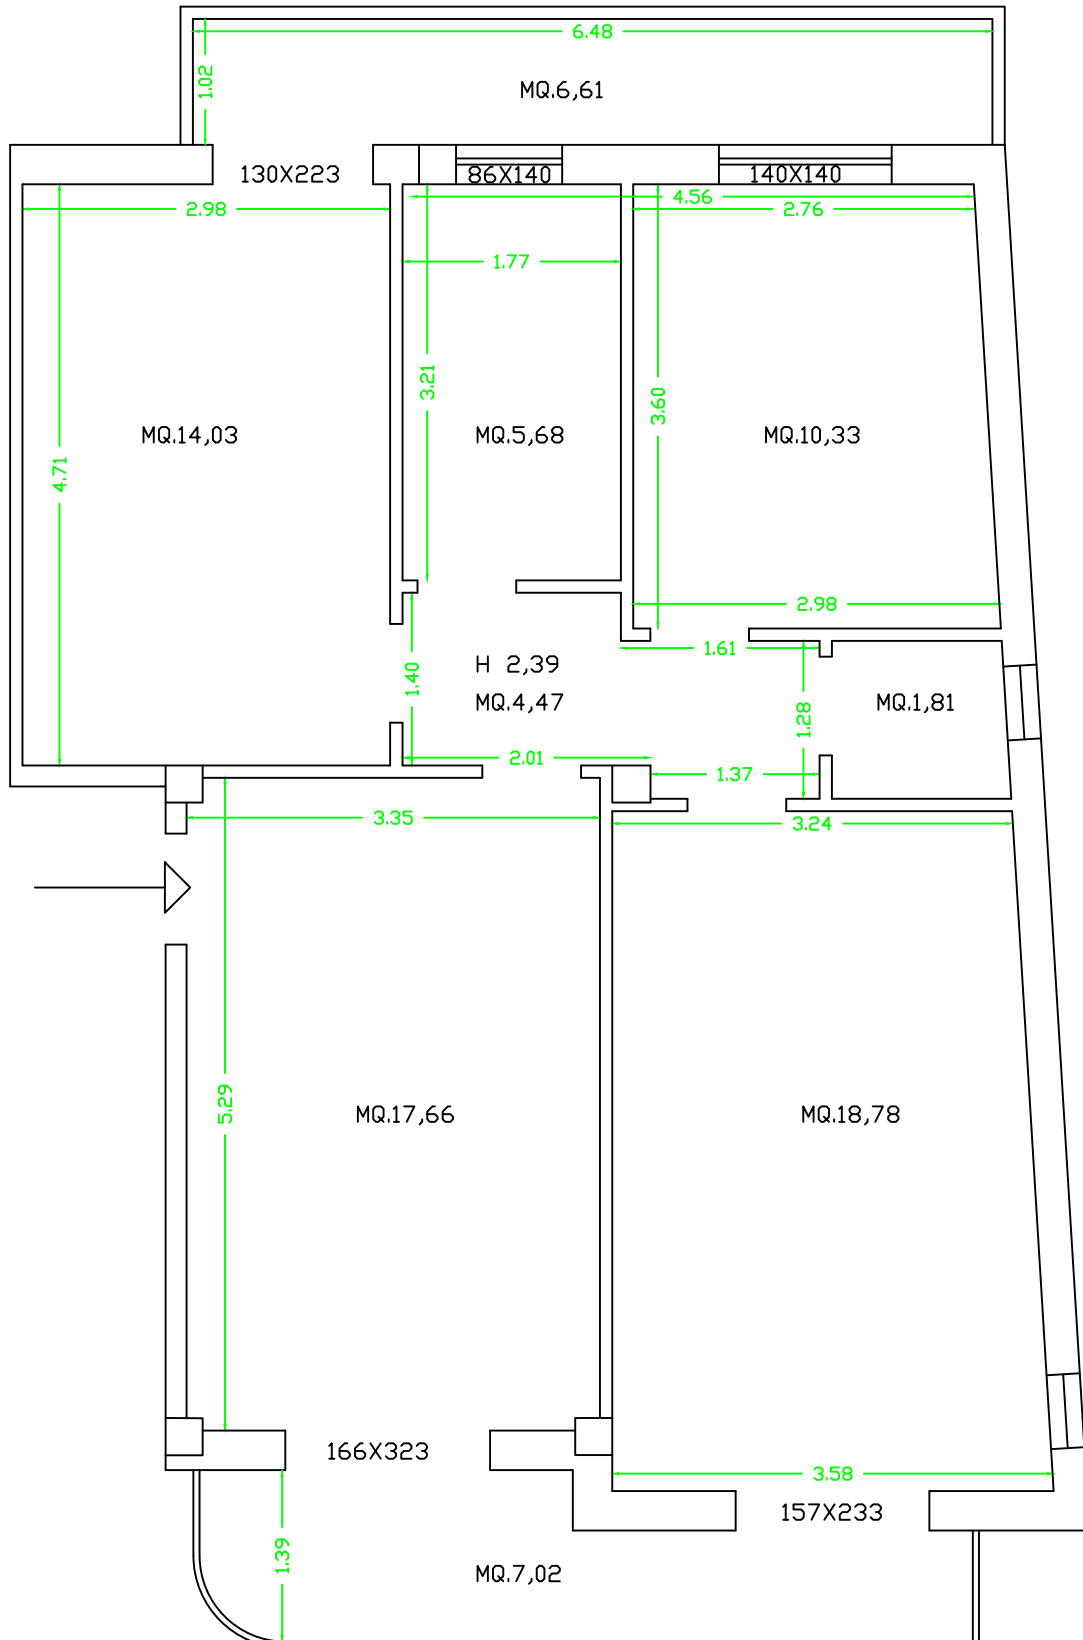 6.48
1.02
MQ.6,61
130X223
86X140
140X140
4.56
2.98
2.76
1.77
3.21
3.60
MQ.14,03
MQ.5,68
MQ.10,33
4.71
2.98
1.61
H 2,39
1.40
MQ.4,47
MQ.1,81
1.28
2.01
1.37
3.35
3.24
5.29
MQ.17,66
MQ.18,78
166X323
3.58
157X233
1.39
MQ.7,02